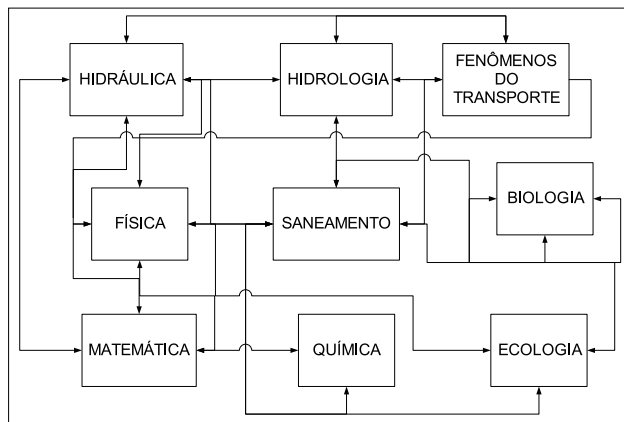 HIDRÁULICA
HIDROLOGIA
FENÔMENOS
DO
TRANSPORTE
FÍSICA
SANEAMENTO
BIOLOGIA
MATEMÁTICA
QUÍMICA
ECOLOGIA